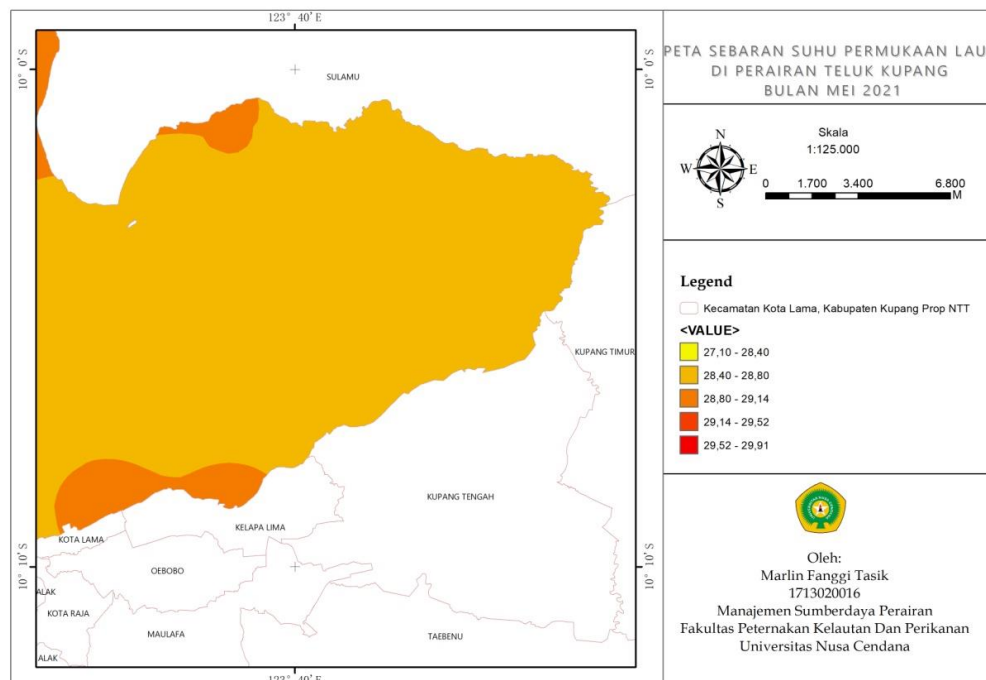 123° 40' E
10° 0' S
10° 0' S
SULAMU
KUPANG TIMUR
KUPANG TENGAH
KELAPA LIMA
KOTA LAMA
OEBOBO
ALAK
KOTA RAJA
MAULAFA
TAEBENU
ALAK
10° 10' S
10° 10' S
123° 40' E
PETA SEBARAN SUHU PERMUKAAN LAU
DI PERAIRAN TELUK KUPANG
BULAN MEI 2021
N
W
E
S
Skala
1:125.000
0 1.700 3.400 6.800
M
Legend
Kecamatan Kota Lama, Kabupaten Kupang Prop NTT
<VALUE>
27,10 - 28,40
28,40 - 28,80
28,80 - 29,14
29,14 - 29,52
29,52 - 29,91
Oleh:
Marlin Fanggi Tasik
1713020016
Manajemen Sumberdaya Perairan
Fakultas Peternakan Kelautan Dan Perikanan
Universitas Nusa Cendana